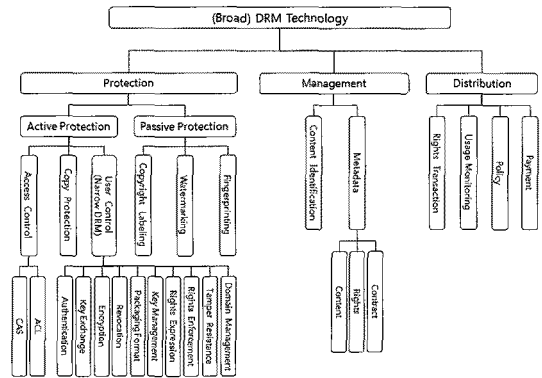 (Broad) DRM Technology
Protection
Management
Distribution
Active Protection
Passive Protection
Access Control
Copy Protection
User Control
(Narrow DRM)
Copyright Labeling
Watermarking
Fingerprinting
Content Identification
Metadata
Rights Transaction
Usage Monitoring
Policy
Payment
CAS
ACL
Authentication
Key Exchange
Encryption
Revocation
Packaging Format
Key Management
Rights Expression
Rights Enforcement
Tamper Resistance
Domain Management
Content
Rights
Contract